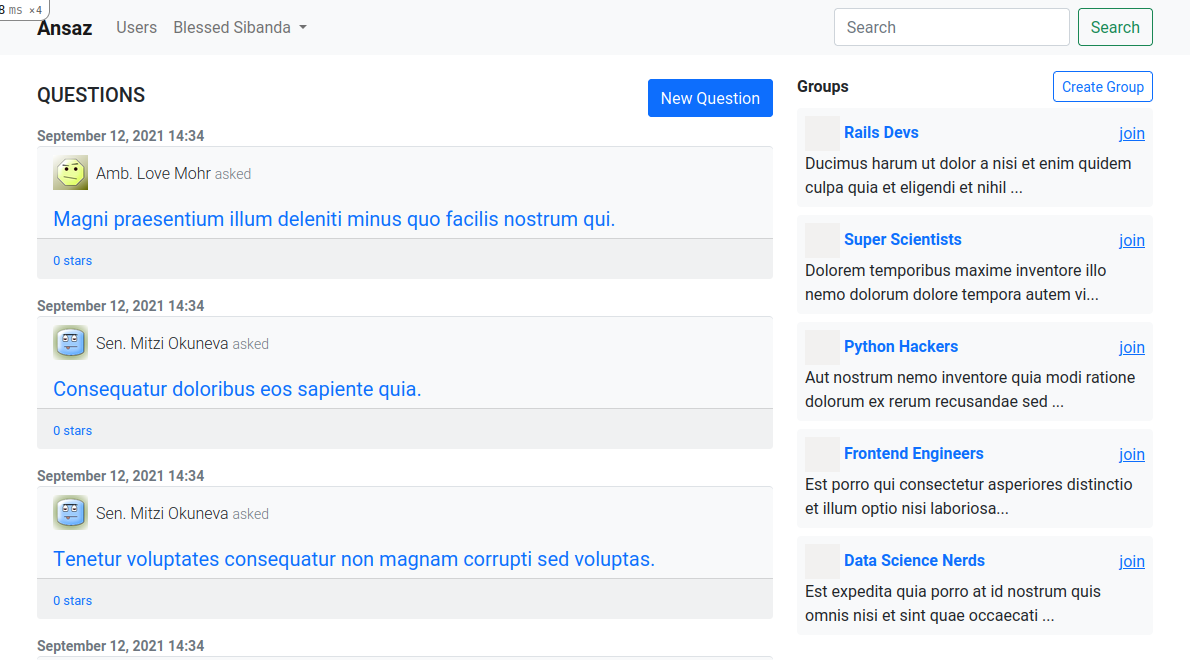 8 ms ×4
Ansaz Users Blessed Sibanda Search Search
QUESTIONS
New Question
September 12, 2021 14:34
Amb. Love Mohr asked
Magni praesentium illum deleniti minus quo facilis nostrum qui.
0 stars
September 12, 2021 14:34
Sen. Mitzi Okuneva asked
Consequatur doloribus eos sapiente quia.
0 stars
September 12, 2021 14:34
Sen. Mitzi Okuneva asked
Tenetur voluptates consequatur non magnam corrupti sed voluptas.
0 stars
September 12, 2021 14:34
Groups
Create Group
Rails Devs join
Ducimus harum ut dolor a nisi et enim quidem
culpa quia et eligendi et nihil ...
Super Scientists join
Dolorem temporibus maxime inventore illo
nemo dolorum dolore tempora autem vi...
Python Hackers join
Aut nostrum nemo inventore quia modi ratione
dolorum ex rerum recusandae sed ...
Frontend Engineers join
Est porro qui consectetur asperiores distinctio
et illum optio nisi laboriosa...
Data Science Nerds join
Est expedita quia porro at id nostrum quis
omnis nisi et sint quae occaecati ...